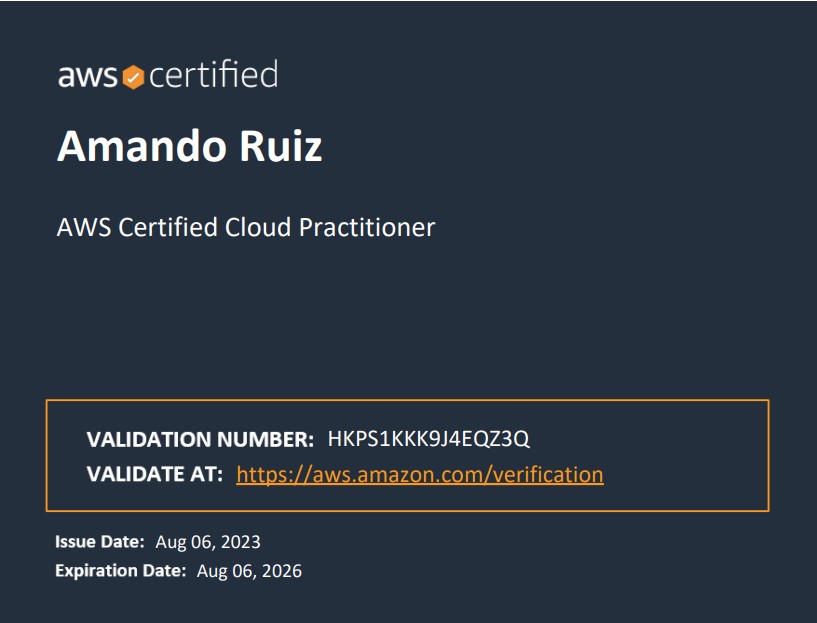 aws certified
Amando Ruiz
AWS Certified Cloud Practitioner
VALIDATION NUMBER: HKPS1KKK9J4EQZ3Q
VALIDATE AT: https://aws.amazon.com/verification
Issue Date: Aug 06, 2023
Expiration Date: Aug 06, 2026